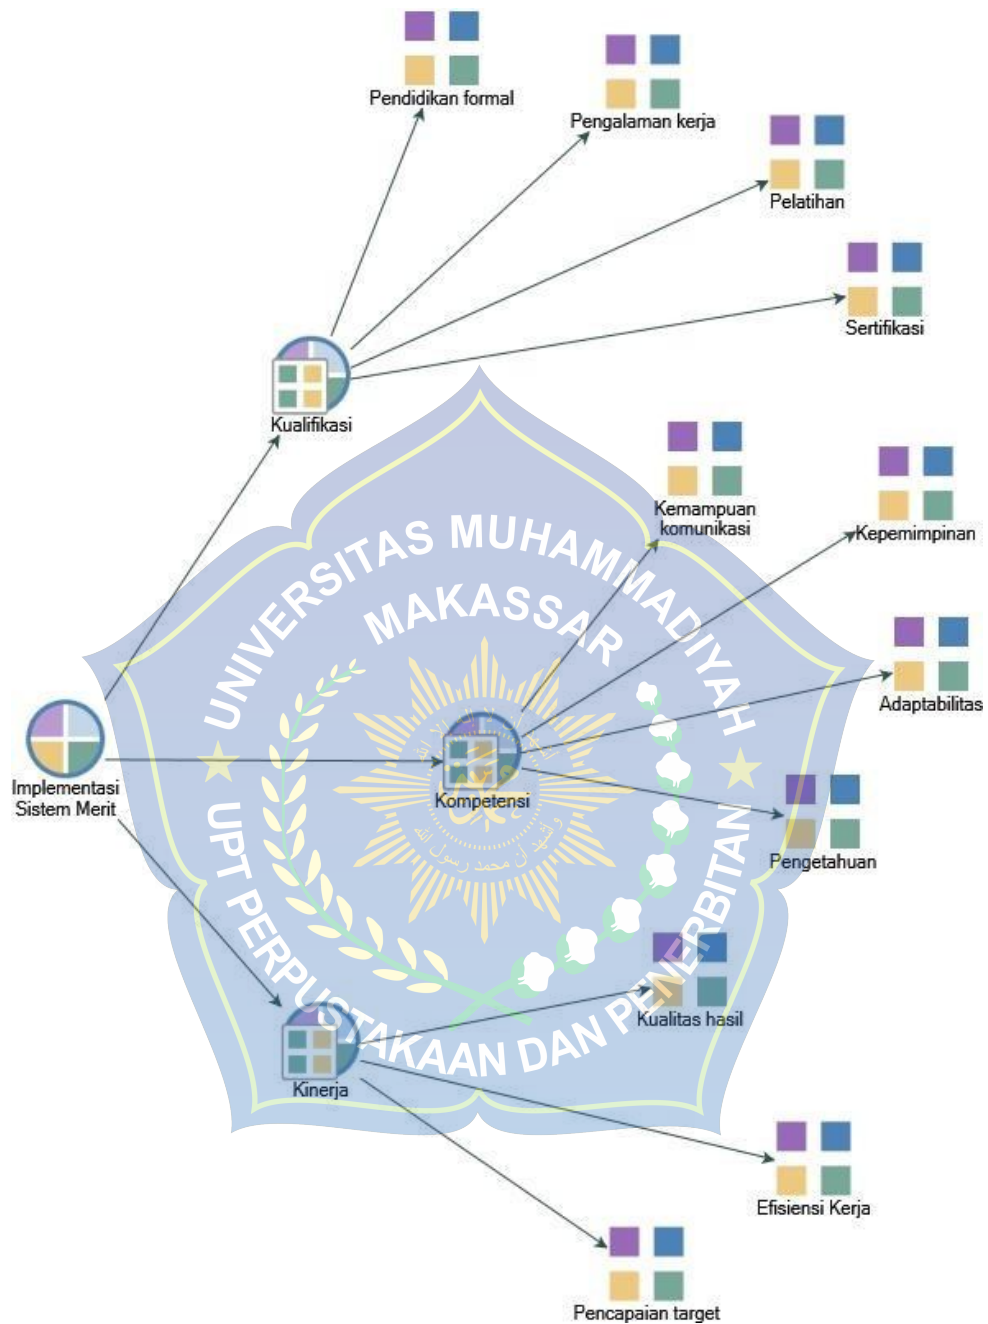 Pendidikan formal
Pengalaman kerja
Pelatihan
Sertifikasi
Kualifikasi
Kemampuan
komunikasi
Kepemimpinan
UNIVERSITAS MUHAMMADIYAH
MAKASSAR
Adaptabilitas
Implementasi
Sistem Merit
Kompetensi
Pengetahuan
Kualitas hasil
UPT PERPUSTAKAAN DAN PENERBITAN
Kinerja
Efisiensi Kerja
Pencapaian target